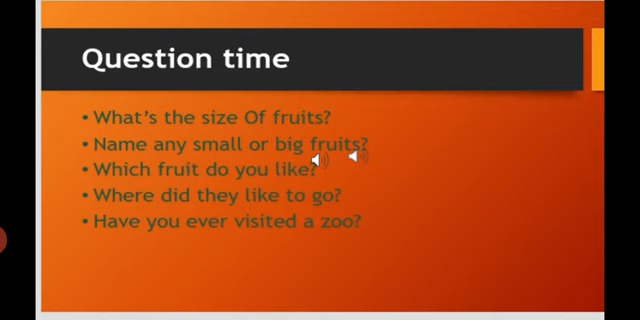 Question time
• What's the size Of fruits?
• Name any small or big fruits?
• Which fruit do you like?
• Where did they like to go?
• Have you ever visited a zoo?